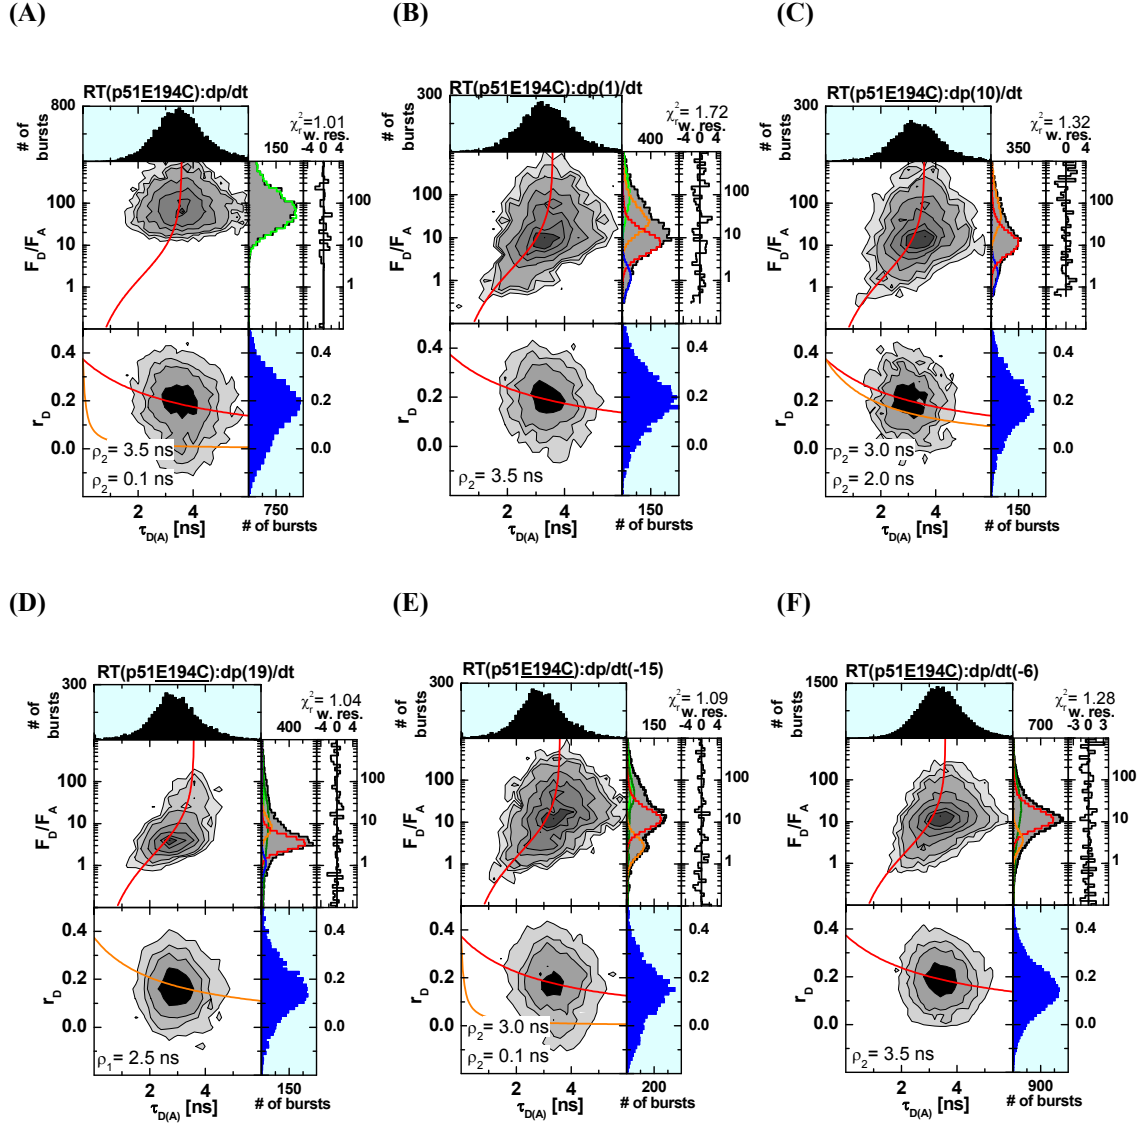 (A)
RT(p51E194C):dp/dt
800
# of bursts
χr²=1.01
w. res.
150 -4 0 4
100
10
1
FD/FA
100
10
1
0.4
0.2
0.0
rD
0.4
0.2
0.0
ρ2= 3.5 ns
ρ2= 0.1 ns
2 4
τD(A) [ns]
750
# of bursts
(B)
RT(p51E194C):dp(1)/dt
300
# of bursts
χr²=1.72
w. res.
400 -4 0 4
100
10
1
FD/FA
100
10
1
0.4
0.2
0.0
rD
0.4
0.2
0.0
ρ2= 3.5 ns
2 4
τD(A) [ns]
150
# of bursts
(C)
RT(p51E194C):dp(10)/dt
300
# of bursts
χr²=1.32
w. res.
350 0 4
100
10
1
FD/FA
100
10
1
0.4
0.2
0.0
rD
0.4
0.2
0.0
ρ2= 3.0 ns
ρ2= 2.0 ns
2 4
τD(A) [ns]
150
# of bursts
(D)
RT(p51E194C):dp(19)/dt
300
# of bursts
χr²= 1.04
w. res.
400 -4 0 4
100
10
1
FD/FA
100
10
1
0.4
0.2
0.0
rD
0.4
0.2
0.0
ρ1= 2.5 ns
2 4
τD(A) [ns]
150
# of bursts
(E)
RT(p51E194C):dp/dt(-15)
300
# of bursts
χr²= 1.09
w. res.
150 -4 0 4
100
10
1
FD/FA
100
10
1
0.4
0.2
0.0
rD
0.4
0.2
0.0
ρ2= 3.0 ns
ρ2= 0.1 ns
2 4
τD(A) [ns]
200
# of bursts
(F)
RT(p51E194C):dp/dt(-6)
1500
# of bursts
χr²= 1.28
w. res.
700 -3 0 3
100
10
1
FD/FA
100
10
1
0.4
0.2
0.0
rD
0.4
0.2
0.0
ρ2= 3.5 ns
2 4
τD(A) [ns]
900
# of bursts